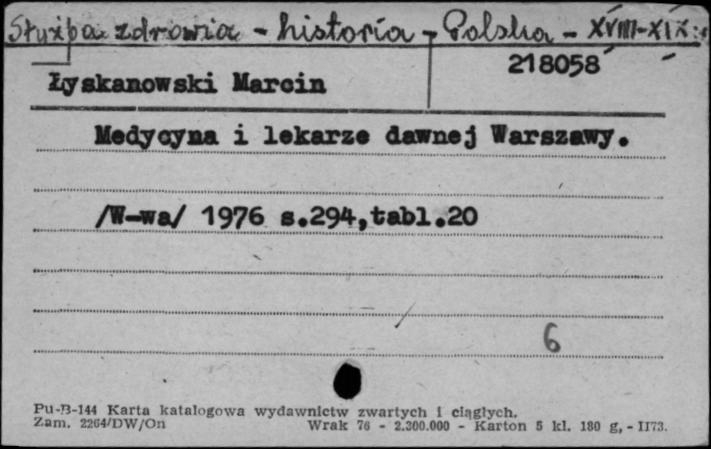 Służba zdrowia - historia - Polska - XVIII-XIX w.
218058
Łyskanowski Marcin
Medycyna i lekarze dawnej Warszawy.
/W-wa/ 1976 s.294,tabl.20
6
Pu-B-144 Karta katalogowa wydawnictw zwartych i ciągłych.
Zam. 2264/DW/On Wrak 76 - 2.300.000 - Karton 5 kl. 180 g, - II73.